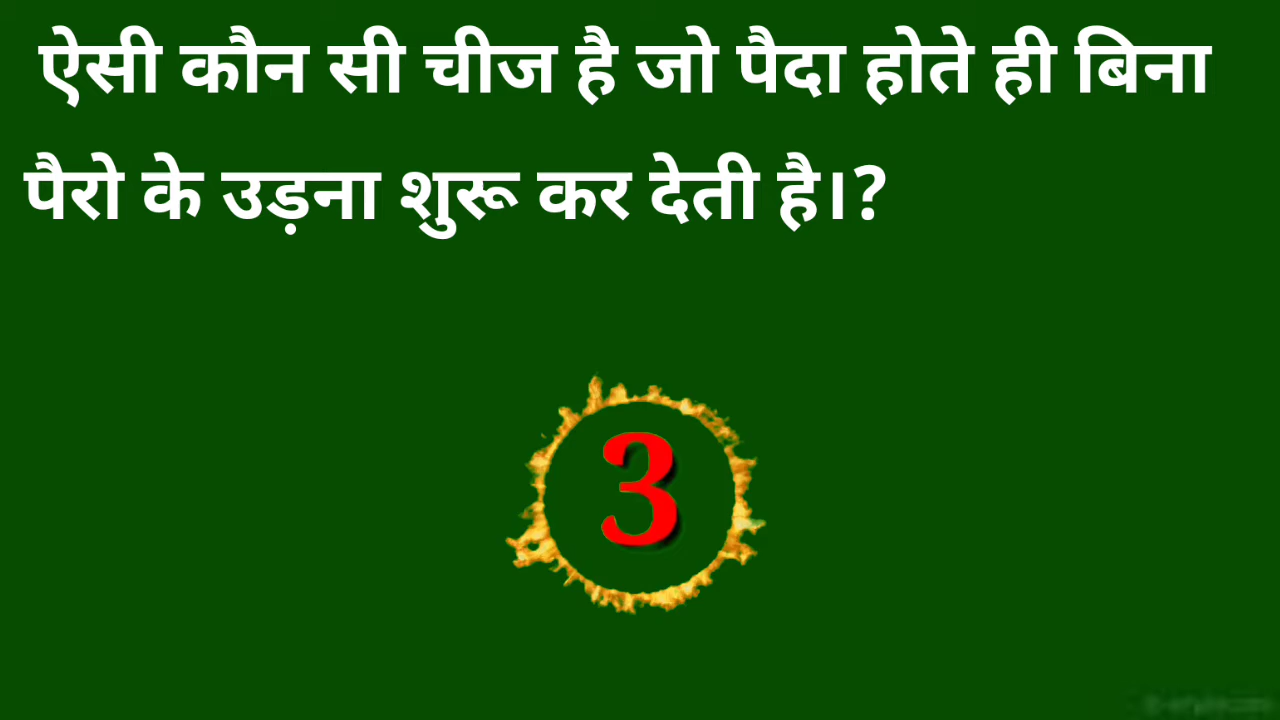 ऐसी कौन सी चीज है जो पैदा होते ही बिना
पैरो के उड़ना शुरू कर देती है।?
3